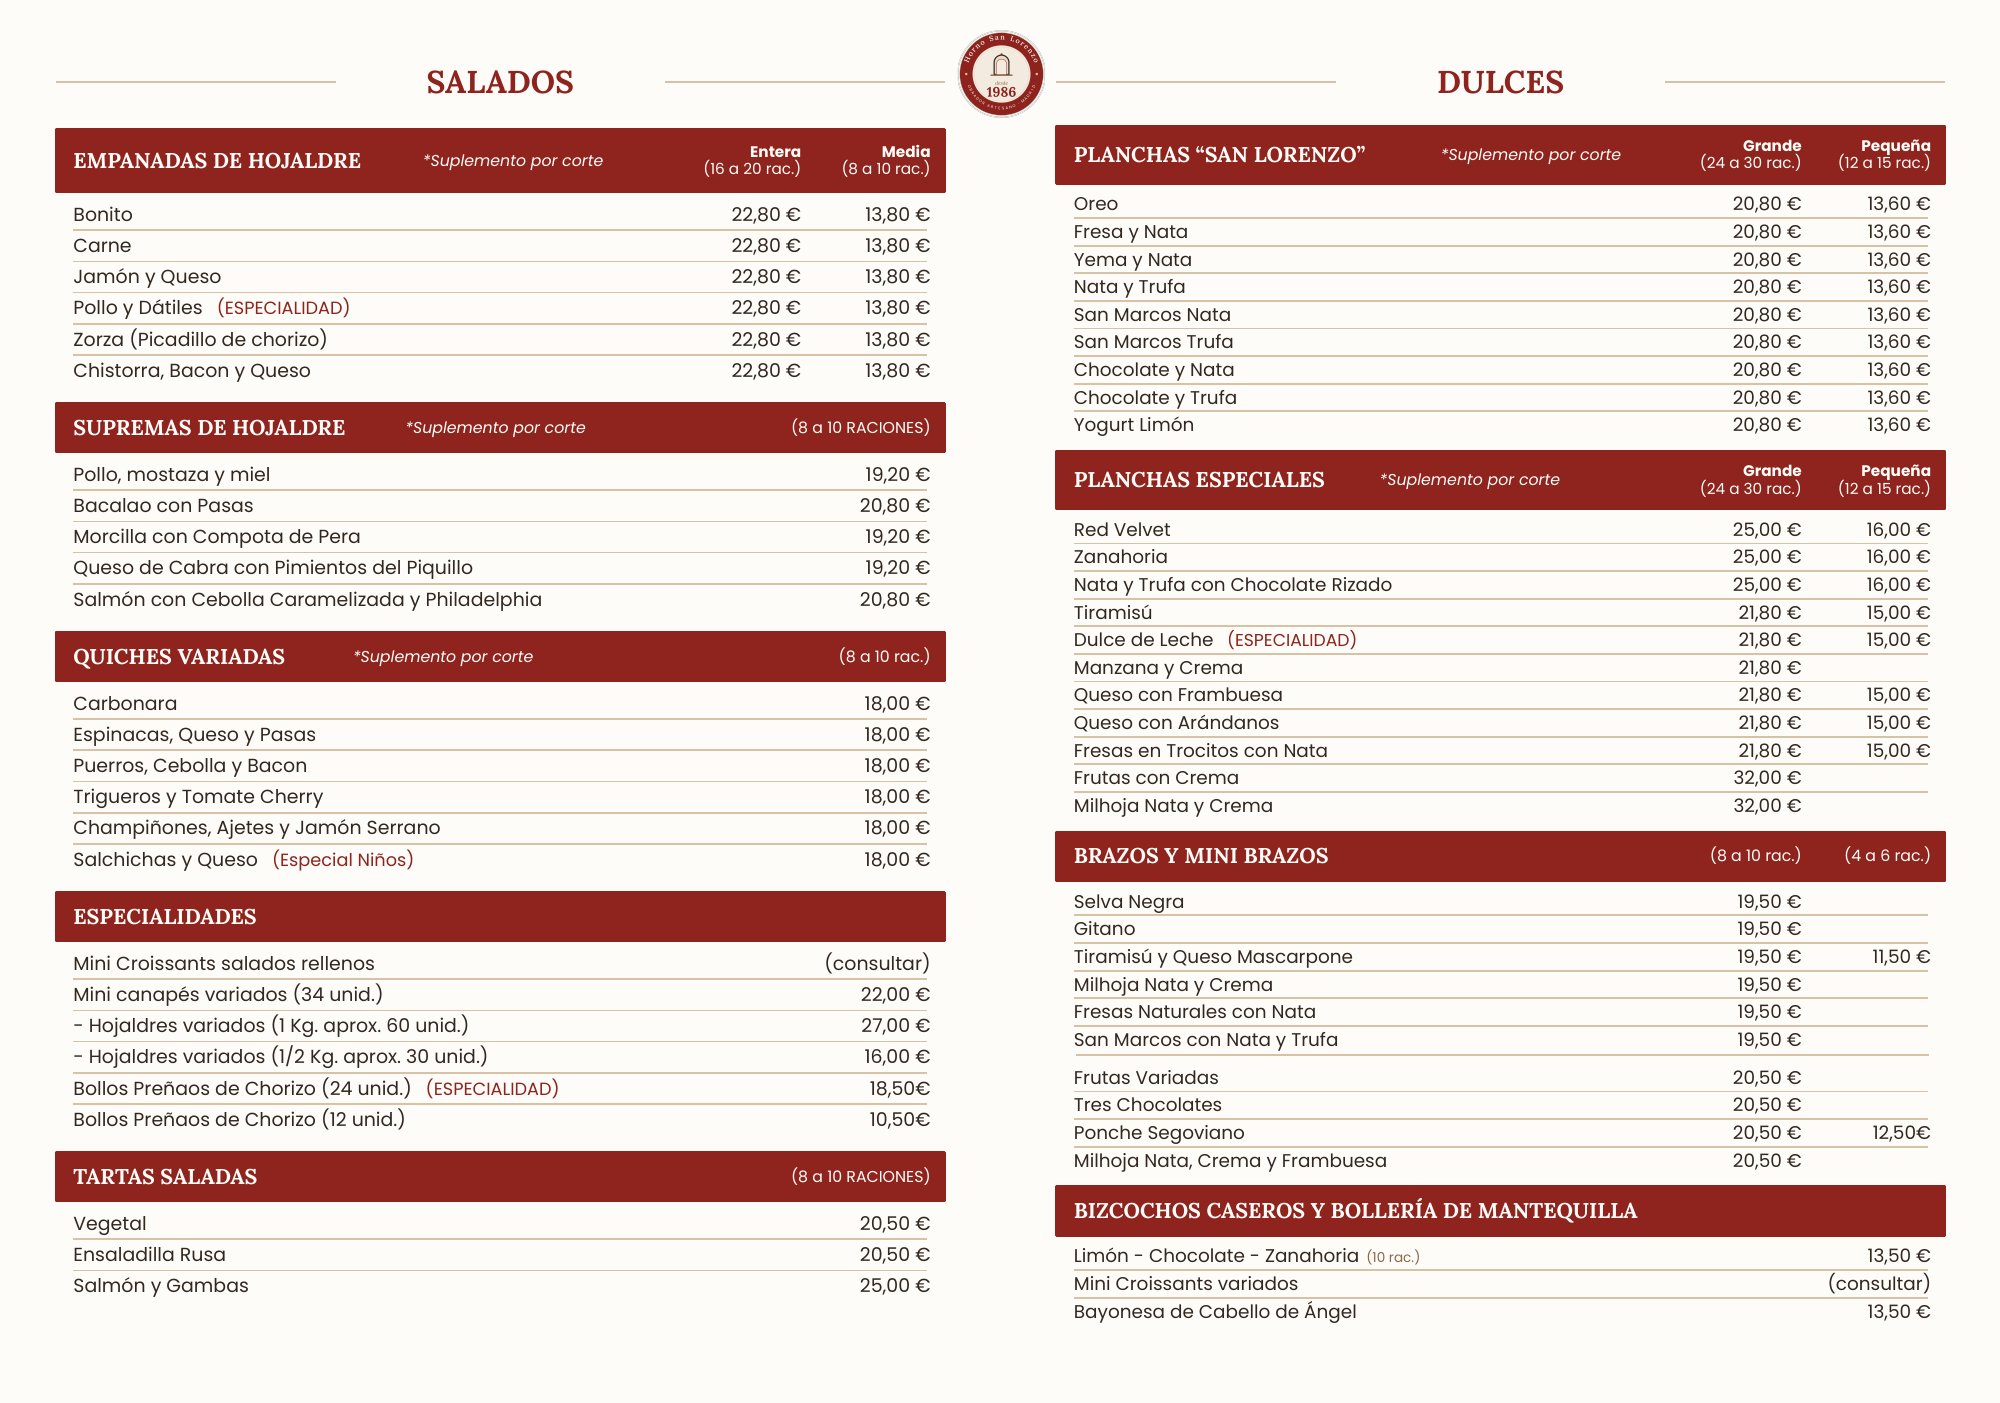 SALADOS
EMPANADAS DE HOJALDRE *Suplemento por corte Entera (16 a 20 rac.) Media (8 a 10 rac.)
Bonito 22,80 € 13,80 €
Carne 22,80 € 13,80 €
Jamón y Queso 22,80 € 13,80 €
Pollo y Dátiles (ESPECIALIDAD) 22,80 € 13,80 €
Zorza (Picadillo de chorizo) 22,80 € 13,80 €
Chistorra, Bacon y Queso 22,80 € 13,80 €
SUPREMAS DE HOJALDRE *Suplemento por corte (8 a 10 RACIONES)
Pollo, mostaza y miel 19,20 €
Bacalao con Pasas 20,80 €
Morcilla con Compota de Pera 19,20 €
Queso de Cabra con Pimientos del Piquillo 19,20 €
Salmón con Cebolla Caramelizada y Philadelphia 20,80 €
QUICHES VARIADAS *Suplemento por corte (8 a 10 rac.)
Carbonara 18,00 €
Espinacas, Queso y Pasas 18,00 €
Puerros, Cebolla y Bacon 18,00 €
Trigueros y Tomate Cherry 18,00 €
Champiñones, Ajetes y Jamón Serrano 18,00 €
Salchichas y Queso (Especial Niños) 18,00 €
ESPECIALIDADES
Mini Croissants salados rellenos (consultar)
Mini canapés variados (34 unid.) 22,00 €
- Hojaldres variados (1 Kg. aprox. 60 unid.) 27,00 €
- Hojaldres variados (1/2 Kg. aprox. 30 unid.) 16,00 €
Bollos Preñaos de Chorizo (24 unid.) (ESPECIALIDAD) 18,50€
Bollos Preñaos de Chorizo (12 unid.) 10,50€
TARTAS SALADAS (8 a 10 RACIONES)
Vegetal 20,50 €
Ensaladilla Rusa 20,50 €
Salmón y Gambas 25,00 €
Horno San Lorenzo
desde
1986
OBRADOR ARTESANO · MADRID
DULCES
PLANCHAS “SAN LORENZO” *Suplemento por corte Grande (24 a 30 rac.) Pequeña (12 a 15 rac.)
Oreo 20,80 € 13,60 €
Fresa y Nata 20,80 € 13,60 €
Yema y Nata 20,80 € 13,60 €
Nata y Trufa 20,80 € 13,60 €
San Marcos Nata 20,80 € 13,60 €
San Marcos Trufa 20,80 € 13,60 €
Chocolate y Nata 20,80 € 13,60 €
Chocolate y Trufa 20,80 € 13,60 €
Yogurt Limón 20,80 € 13,60 €
PLANCHAS ESPECIALES *Suplemento por corte Grande (24 a 30 rac.) Pequeña (12 a 15 rac.)
Red Velvet 25,00 € 16,00 €
Zanahoria 25,00 € 16,00 €
Nata y Trufa con Chocolate Rizado 25,00 € 16,00 €
Tiramisú 21,80 € 15,00 €
Dulce de Leche (ESPECIALIDAD) 21,80 € 15,00 €
Manzana y Crema 21,80 €
Queso con Frambuesa 21,80 € 15,00 €
Queso con Arándanos 21,80 € 15,00 €
Fresas en Trocitos con Nata 21,80 € 15,00 €
Frutas con Crema 32,00 €
Milhoja Nata y Crema 32,00 €
BRAZOS Y MINI BRAZOS (8 a 10 rac.) (4 a 6 rac.)
Selva Negra 19,50 €
Gitano 19,50 €
Tiramisú y Queso Mascarpone 19,50 € 11,50 €
Milhoja Nata y Crema 19,50 €
Fresas Naturales con Nata 19,50 €
San Marcos con Nata y Trufa 19,50 €
Frutas Variadas 20,50 €
Tres Chocolates 20,50 €
Ponche Segoviano 20,50 € 12,50€
Milhoja Nata, Crema y Frambuesa 20,50 €
BIZCOCHOS CASEROS Y BOLLERÍA DE MANTEQUILLA
Limón - Chocolate - Zanahoria (10 rac.) 13,50 €
Mini Croissants variados (consultar)
Bayonesa de Cabello de Ángel 13,50 €